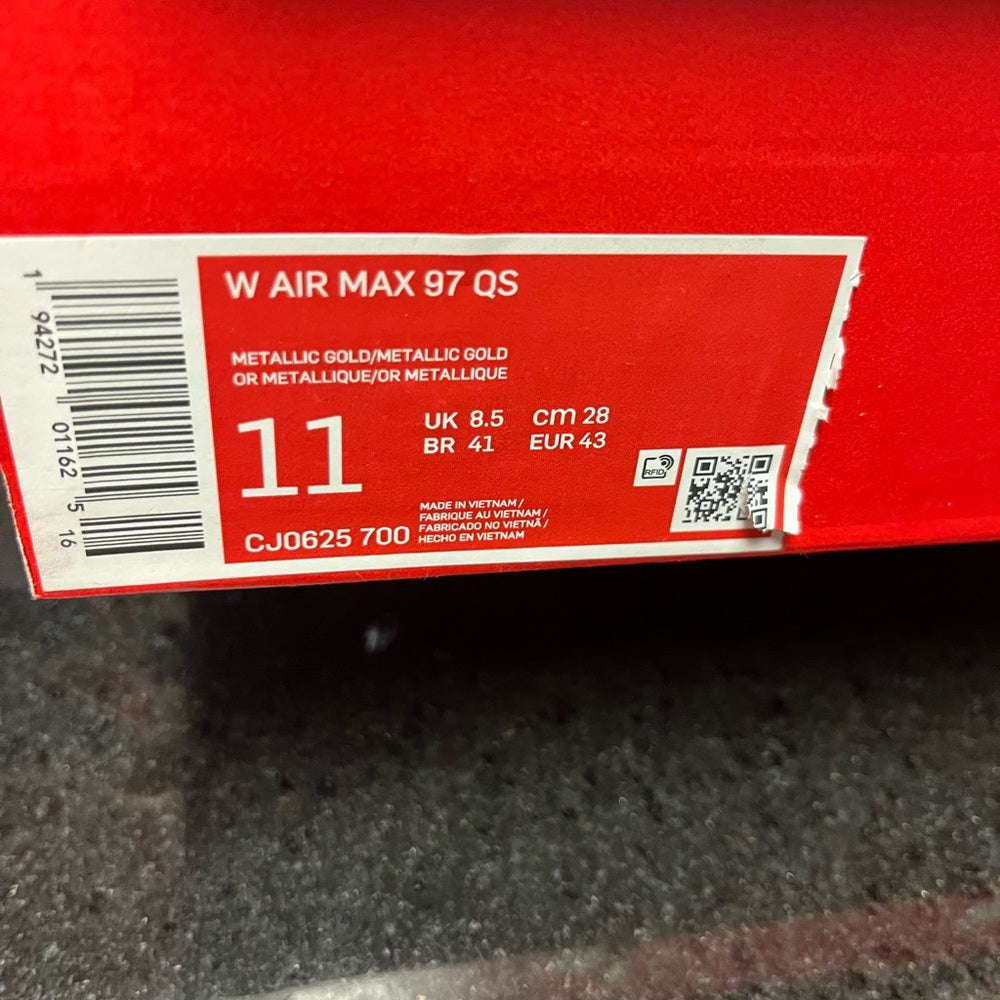 W AIR MAX 97 QS
METALLIC GOLD/METALLIC GOLD
OR METALLIQUE/OR METALLIQUE
11
UK 8.5 cm 28
BR 41 EUR 43
RFID
CJ0625 700
MADE IN VIETNAM /
FABRIQUE AU VIETNAM /
FABRICADO NO VIETNÃ /
HECHO EN VIETNAM
1 94272 01162 5 16